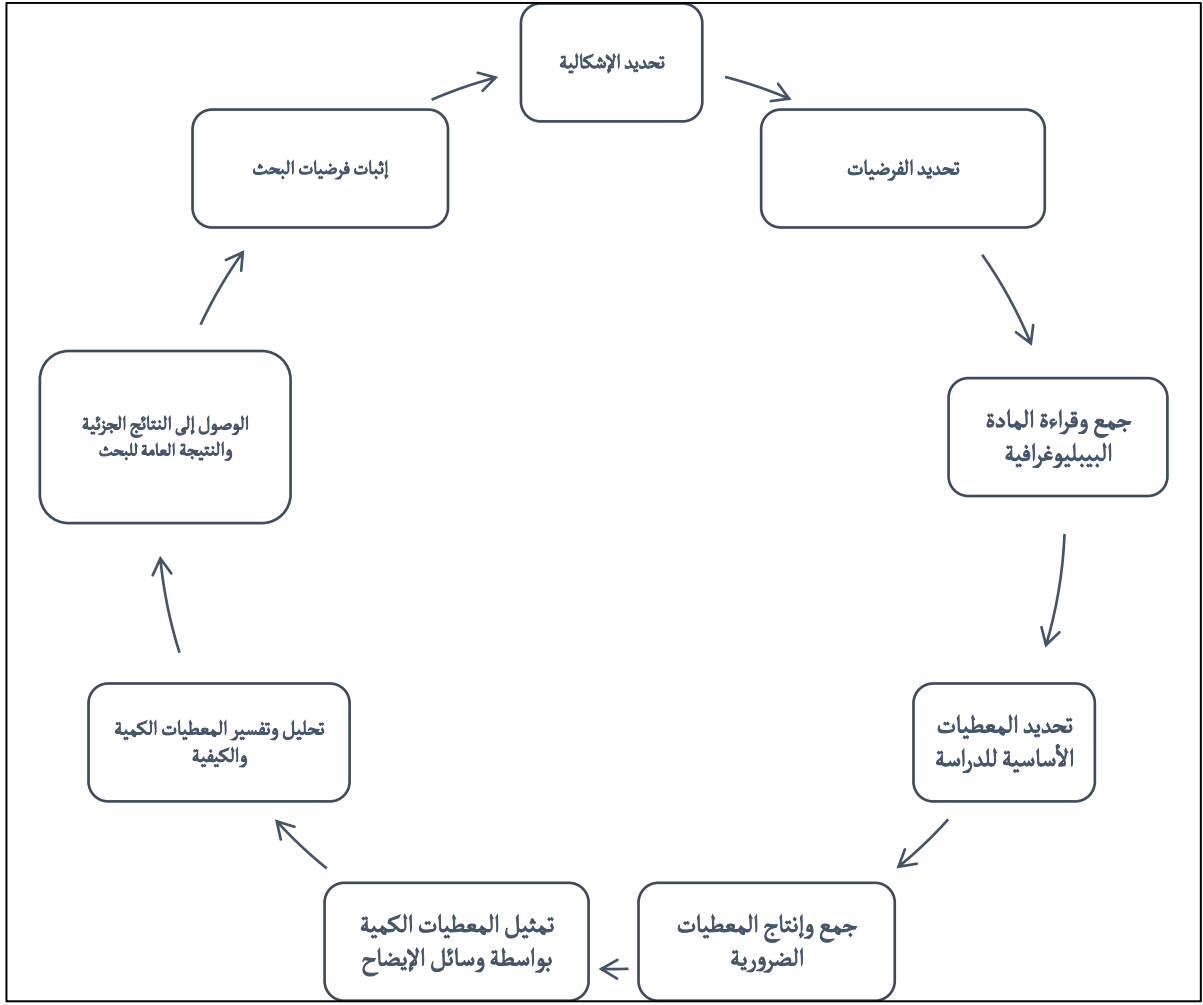 تحديد الإشكالية
تحديد الفرضيات
جمع وقراءة المادة
البيبليوغرافية
تحديد المعطيات
الأساسية للدراسة
جمع وإنتاج المعطيات
الضرورية
تمثيل المعطيات الكمية
بواسطة وسائل الإيضاح
تحليل وتفسير المعطيات الكمية
والكيفية
الوصول إلى النتائج الجزئية
والنتيجة العامة للبحث
إثبات فرضيات البحث